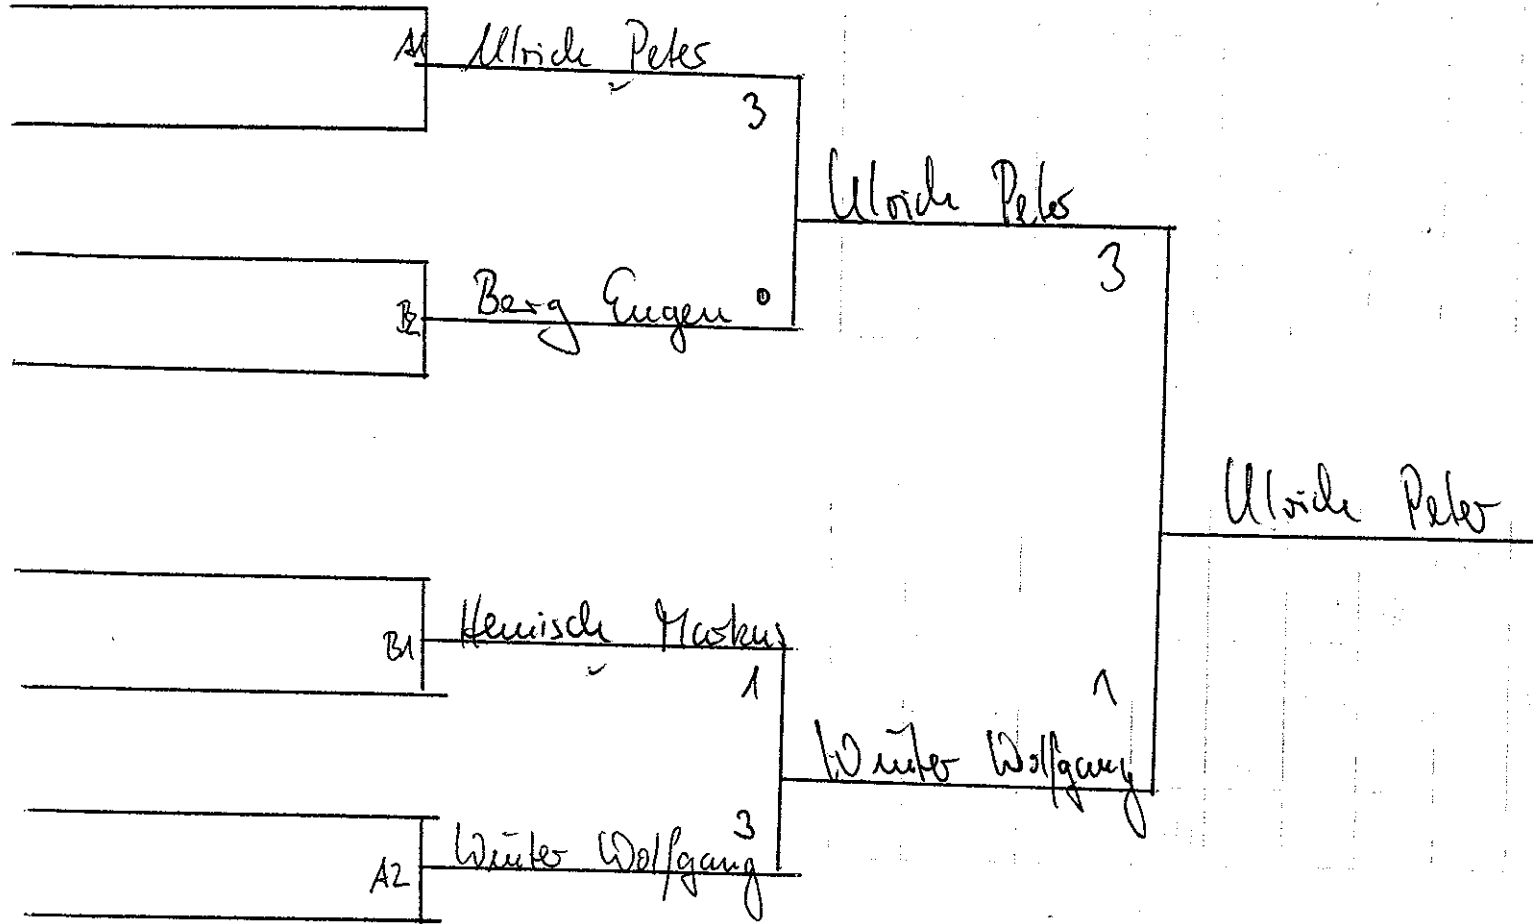 A1 Ulrich Peter
3
Ulrich Peter
3
B2 Berg Eugen 0
Ulrich Peter
B1 Hemisch Markus
1
1
Winter Wolfgang
3
A2 Winter Wolfgang